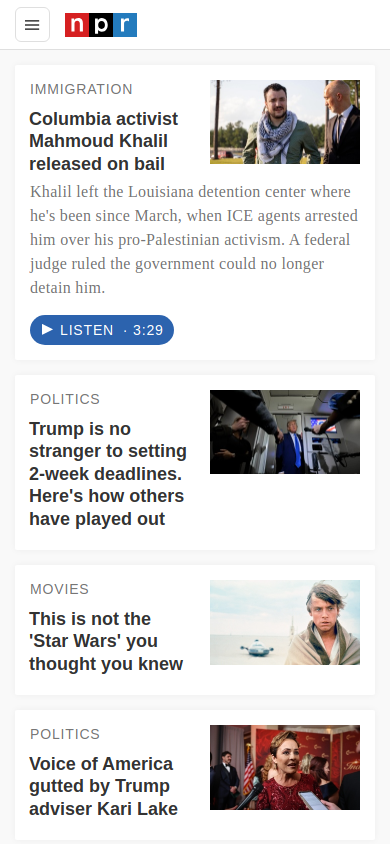 npr
IMMIGRATION
Columbia activist
Mahmoud Khalil
released on bail
Khalil left the Louisiana detention center where
he's been since March, when ICE agents arrested
him over his pro-Palestinian activism. A federal
judge ruled the government could no longer
detain him.
LISTEN · 3:29
POLITICS
Trump is no
stranger to setting
2-week deadlines.
Here's how others
have played out
MOVIES
This is not the
'Star Wars' you
thought you knew
POLITICS
Voice of America
gutted by Trump
adviser Kari Lake